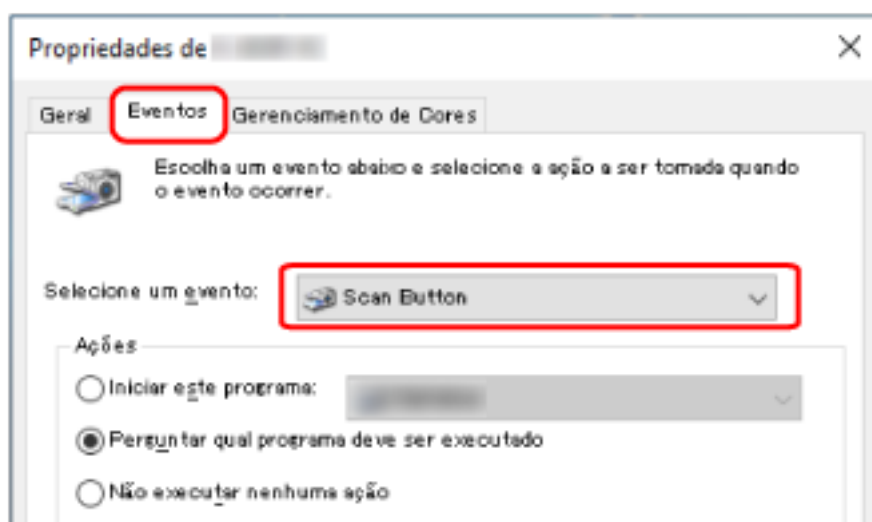 Propriedades de
Geral Eventos Gerenciamento de Cores
Escolha um evento abaixo e selecione a ação a ser tomada quando
o evento ocorrer.
Selecione um evento: Scan Button
Ações
Iniciar este programa:
Perguntar qual programa deve ser executado
Não executar nenhuma ação